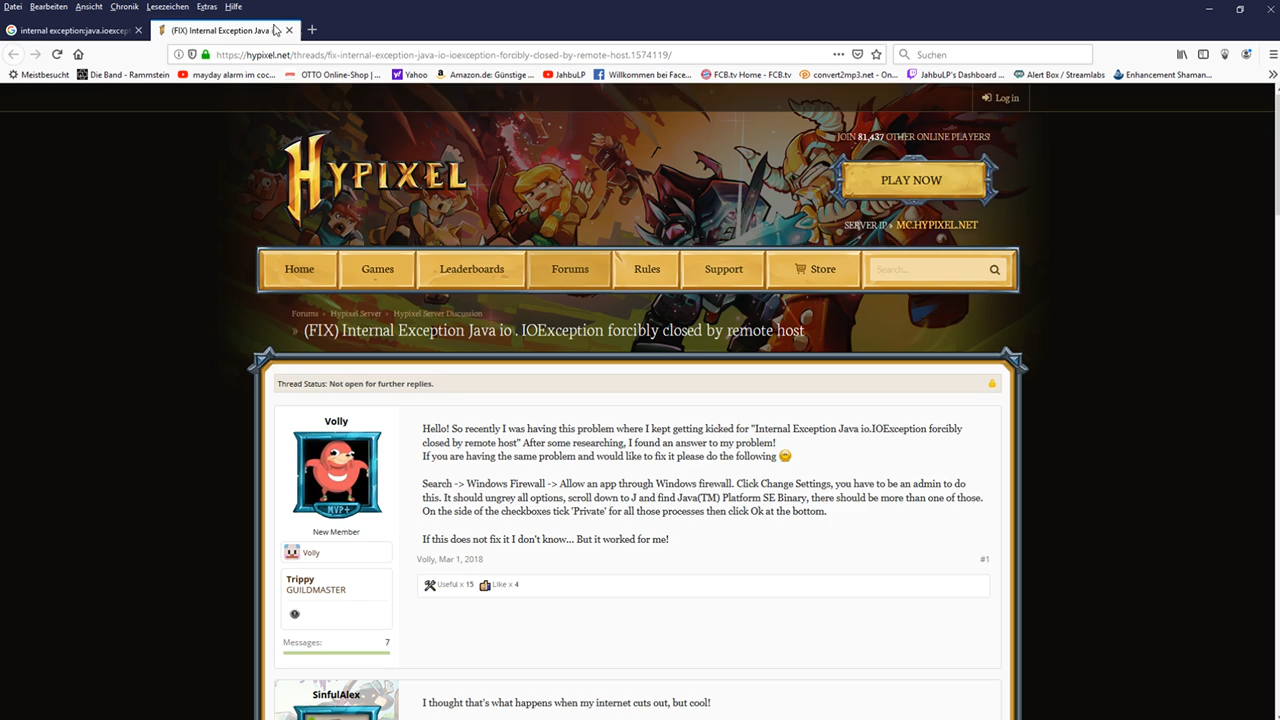 Datei Bearbeiten Ansicht Chronik Lesezeichen Extras Hilfe
internal exception:java.ioexcept
(FIX) Internal Exception Java
https://hypixel.net/threads/fix-internal-exception-java-io-ioexception-forcibly-closed-by-remote-host.1574119/
Suchen
Meistbesucht
Die Band - Rammstein
mayday alarm im coc...
OTTO Online-Shop | ...
Yahoo
Amazon.de: Günstige ...
JahbuLP
Willkommen bei Face...
FCB.tv Home - FCB.tv
convert2mp3.net - On...
JahbuLP's Dashboard ...
Alert Box / Streamlabs
Enhancement Shaman...
Log in
HYPIXEL
JOIN 81,437 OTHER ONLINE PLAYERS!
PLAY NOW
SERVER IP » MC.HYPIXEL.NET
Home
Games
Leaderboards
Forums
Rules
Support
Store
Search...
Forums » Hypixel Server » Hypixel Server Discussion
» (FIX) Internal Exception Java io . IOException forcibly closed by remote host
Thread Status: Not open for further replies.
Volly
MVP+
New Member
Volly
Trippy
GUILDMASTER
Messages: 7
Hello! So recently I was having this problem where I kept getting kicked for "Internal Exception Java io.IOException forcibly
closed by remote host" After some researching, I found an answer to my problem!
If you are having the same problem and would like to fix it please do the following
Search -> Windows Firewall -> Allow an app through Windows firewall. Click Change Settings, you have to be an admin to do
this. It should ungrey all options, scroll down to J and find Java(TM) Platform SE Binary, there should be more than one of those.
On the side of the checkboxes tick 'Private' for all those processes then click Ok at the bottom.
If this does not fix it I don't know... But it worked for me!
Volly, Mar 1, 2018
#1
Useful x 15 Like x 4
SinfulAlex
I thought that's what happens when my internet cuts out, but cool!